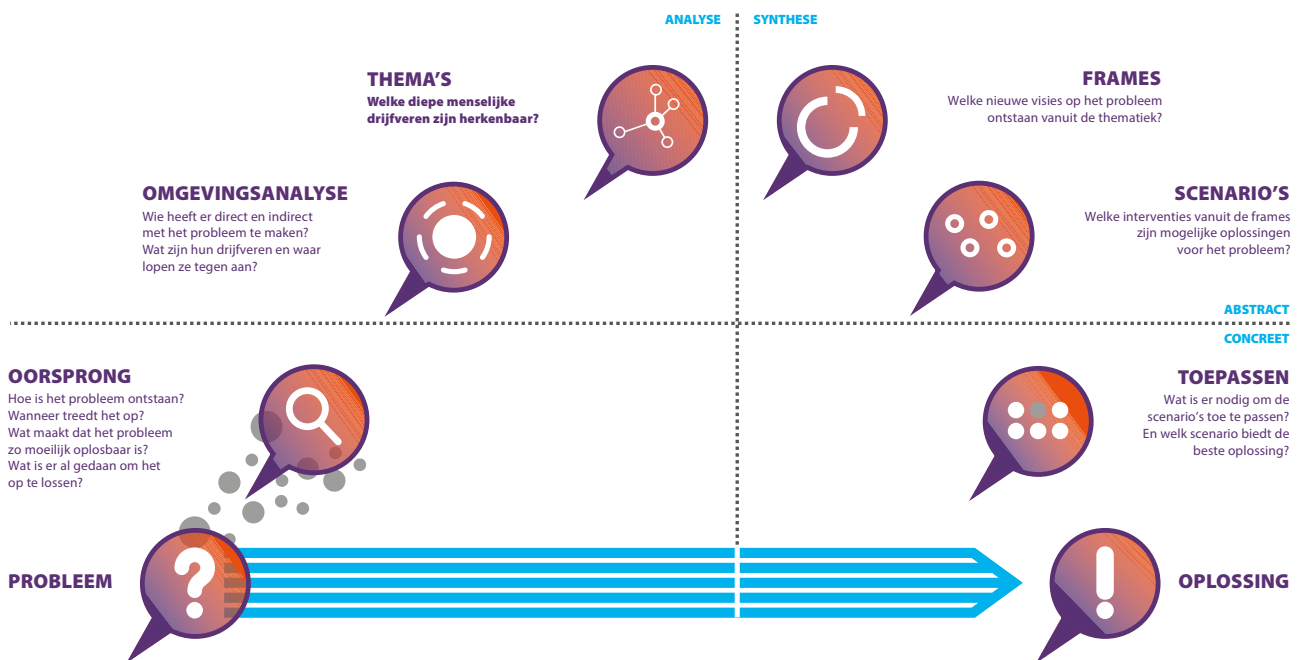 ANALYSE
SYNTHESE
THEMA'S
Welke diepe menselijke
drijfveren zijn herkenbaar?
FRAMES
Welke nieuwe visies op het probleem
ontstaan vanuit de thematiek?
OMGEVINGSANALYSE
Wie heeft er direct en indirect
met het probleem te maken?
Wat zijn hun drijfveren en waar
lopen ze tegen aan?
SCENARIO'S
Welke interventies vanuit de frames
zijn mogelijke oplossingen
voor het probleem?
ABSTRACT
CONCREET
OORSPRONG
Hoe is het probleem ontstaan?
Wanneer treedt het op?
Wat maakt dat het probleem
zo moeilijk oplosbaar is?
Wat is er al gedaan om het
op te lossen?
TOEPASSEN
Wat is er nodig om de
scenario's toe te passen?
En welk scenario biedt de
beste oplossing?
PROBLEEM
?
!
OPLOSSING